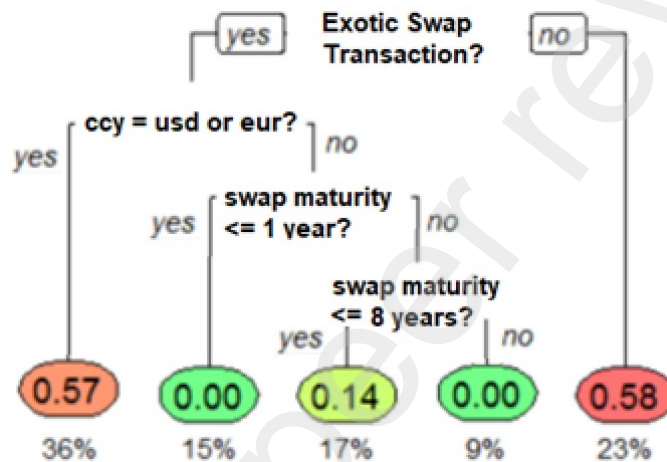 yes Exotic Swap no
Transaction?
ccy = usd or eur?
yes no
swap maturity
<= 1 year?
yes no
swap maturity
<= 8 years?
yes no
0.57 0.00 0.14 0.00 0.58
36% 15% 17% 9% 23%